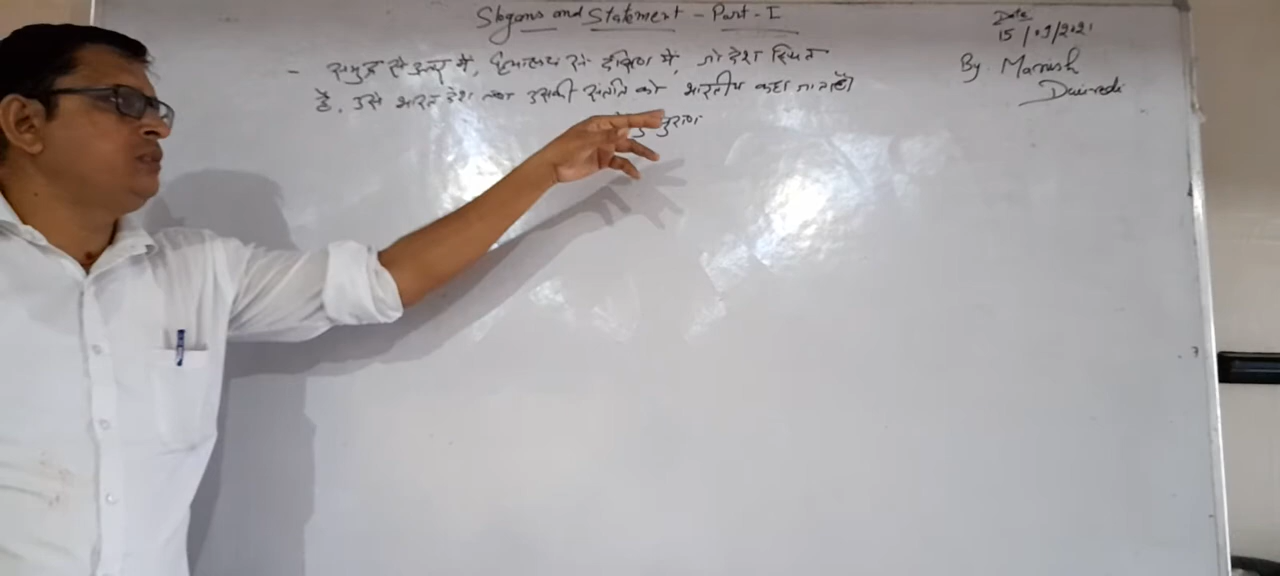 Slogans and Statement - Part - I
Date
15/01/2021
By. Manish
Dwivedi
- समुद्र से उत्तर में, हिमालय से दक्षिण में, जो देश स्थित
है, उसे भारत देश तथा उसकी संतति को भारतीय कहा जाता है।
पुराण